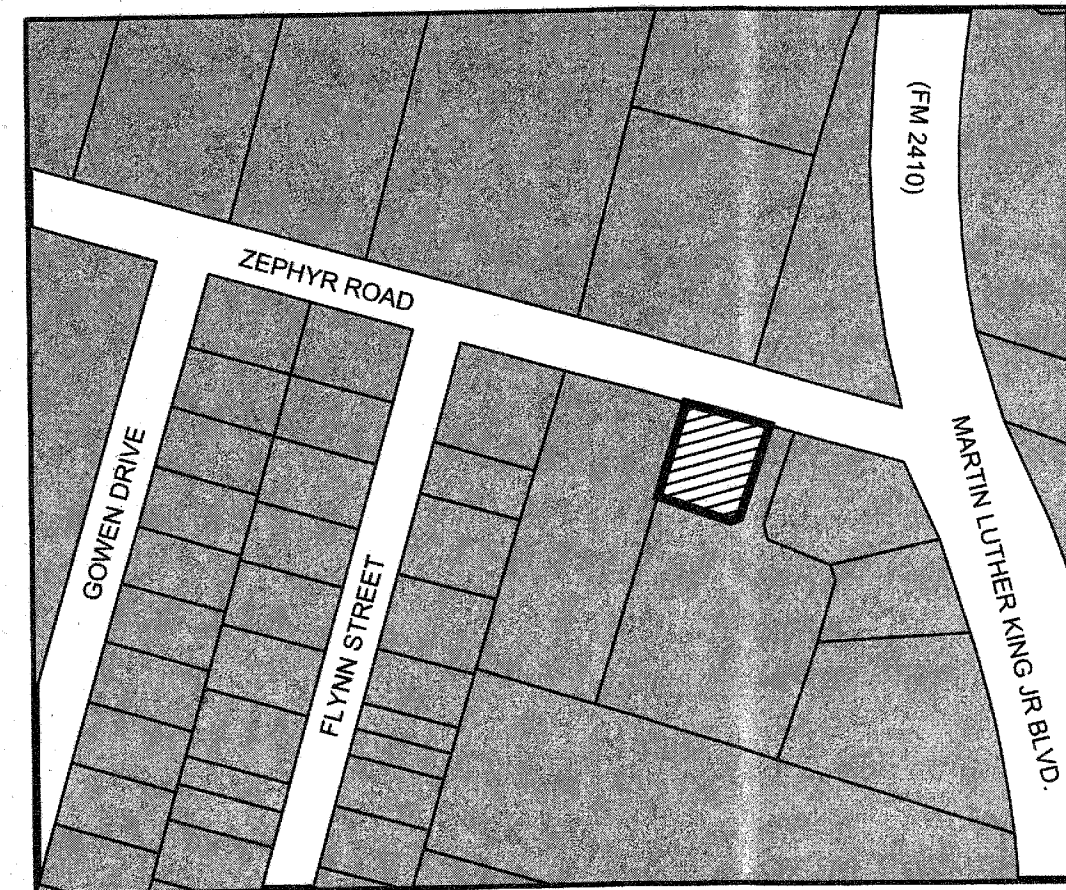 (FM 2410)
ZEPHYR ROAD
GOWEN DRIVE
FLYNN STREET
MARTIN LUTHER KING JR BLVD.